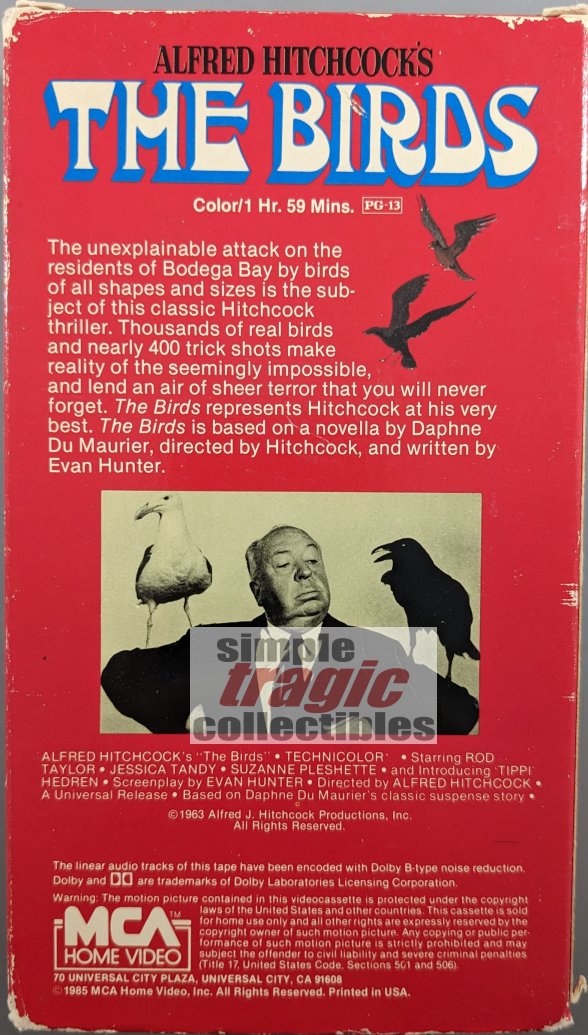 ALFRED HITCHCOCK'S
THE BIRDS
Color/1 Hr. 59 Mins. PG-13
The unexplainable attack on the
residents of Bodega Bay by birds
of all shapes and sizes is the sub-
ject of this classic Hitchcock
thriller. Thousands of real birds
and nearly 400 trick shots make
reality of the seemingly impossible,
and lend an air of sheer terror that you will never
forget. The Birds represents Hitchcock at his very
best. The Birds is based on a novella by Daphne
Du Maurier, directed by Hitchcock, and written by
Evan Hunter.
simple
tragic
collectibles
ALFRED HITCHCOCK's "The Birds" • TECHNICOLOR • Starring ROD
TAYLOR • JESSICA TANDY • SUZANNE PLESHETTE • and Introducing 'TIPPI'
HEDREN • Screenplay by EVAN HUNTER • Directed by ALFRED HITCHCOCK •
A Universal Release • Based on Daphne Du Maurier's classic suspense story •
©1963 Alfred J. Hitchcock Productions, Inc.
All Rights Reserved.
The linear audio tracks of this tape have been encoded with Dolby B-type noise reduction.
Dolby and are trademarks of Dolby Laboratories Licensing Corporation.
Warning: The motion picture contained in this videocassette is protected under the copyright
laws of the United States and other countries. This cassette is sold
for home use only and all other rights are expressly reserved by the
copyright owner of such motion picture. Any copying or public per-
formance of such motion picture is strictly prohibited and may
subject the offender to civil liability and severe criminal penalties
(Title 17, United States Code, Sections 501 and 506).
MCA™
HOME VIDEO
70 UNIVERSAL CITY PLAZA, UNIVERSAL CITY, CA 91608
©1985 MCA Home Video, Inc. All Rights Reserved. Printed in USA.